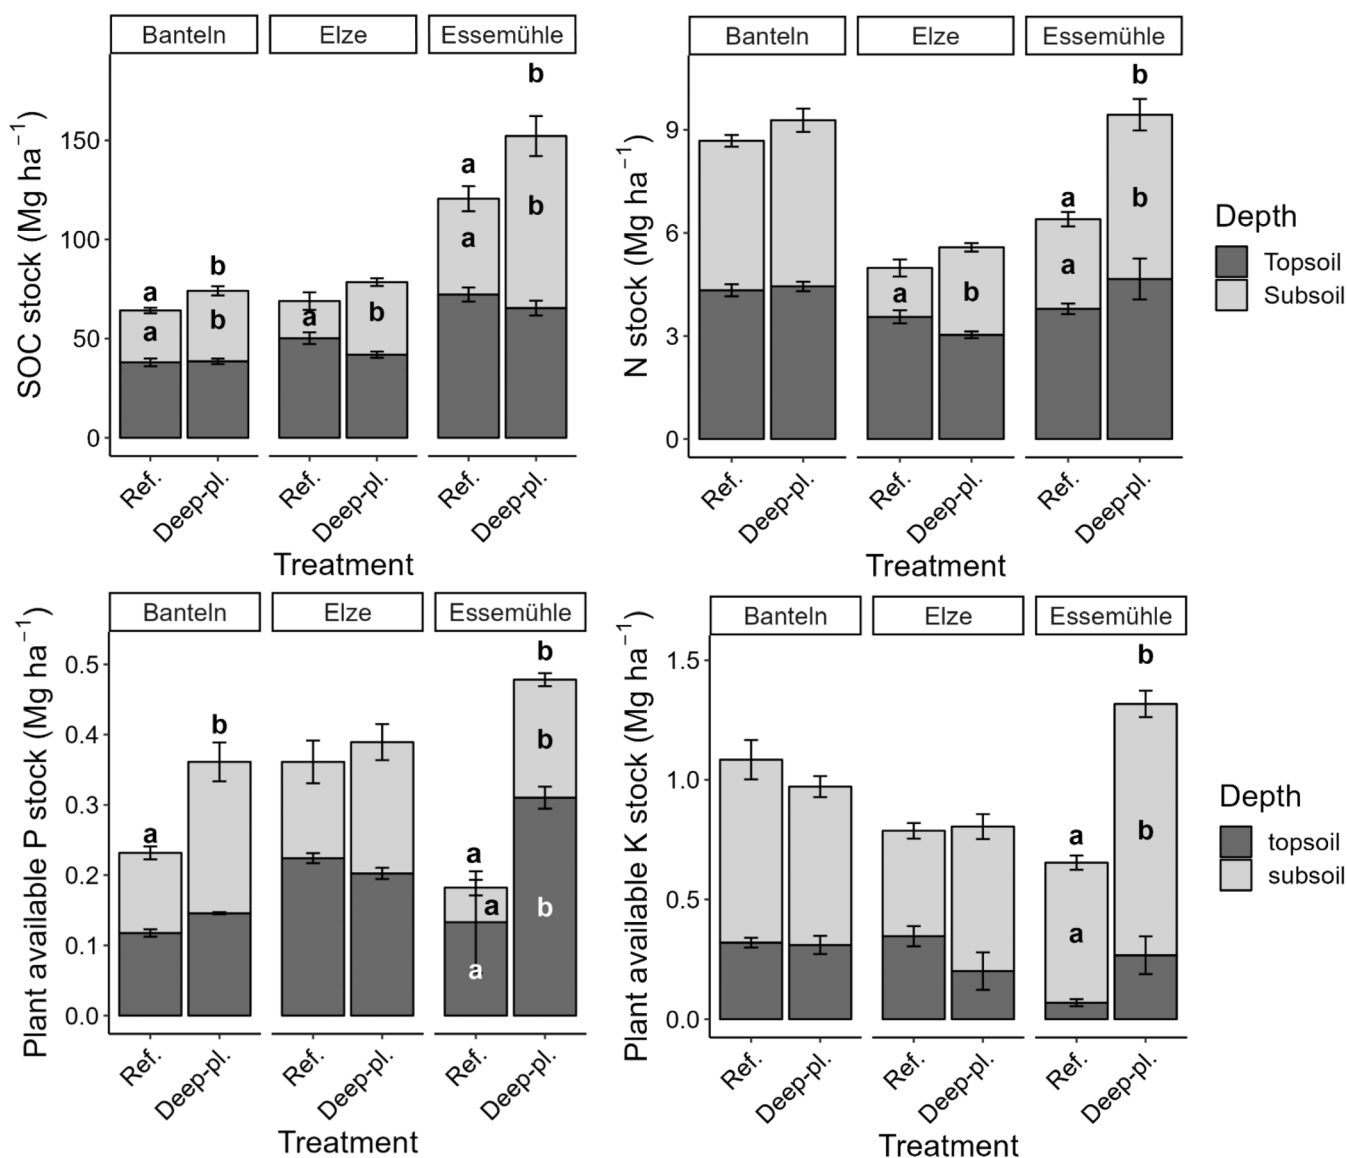 Banteln Elze Essemühle
SOC stock (Mg ha⁻¹)
150
100
50
0
a b a b
a b a b a b
Ref. Deep-pl. Ref. Deep-pl. Ref. Deep-pl.
Treatment
Banteln Elze Essemühle
N stock (Mg ha⁻¹)
9
6
3
0
a b
a b a b
Ref. Deep-pl. Ref. Deep-pl. Ref. Deep-pl.
Treatment
Depth
Topsoil
Subsoil
Banteln Elze Essemühle
Plant available P stock (Mg ha⁻¹)
0.5
0.4
0.3
0.2
0.1
0.0
a b a b
a b
a b
Ref. Deep-pl. Ref. Deep-pl. Ref. Deep-pl.
Treatment
Banteln Elze Essemühle
Plant available K stock (Mg ha⁻¹)
1.5
1.0
0.5
0.0
a b
a b
Ref. Deep-pl. Ref. Deep-pl. Ref. Deep-pl.
Treatment
Depth
topsoil
subsoil